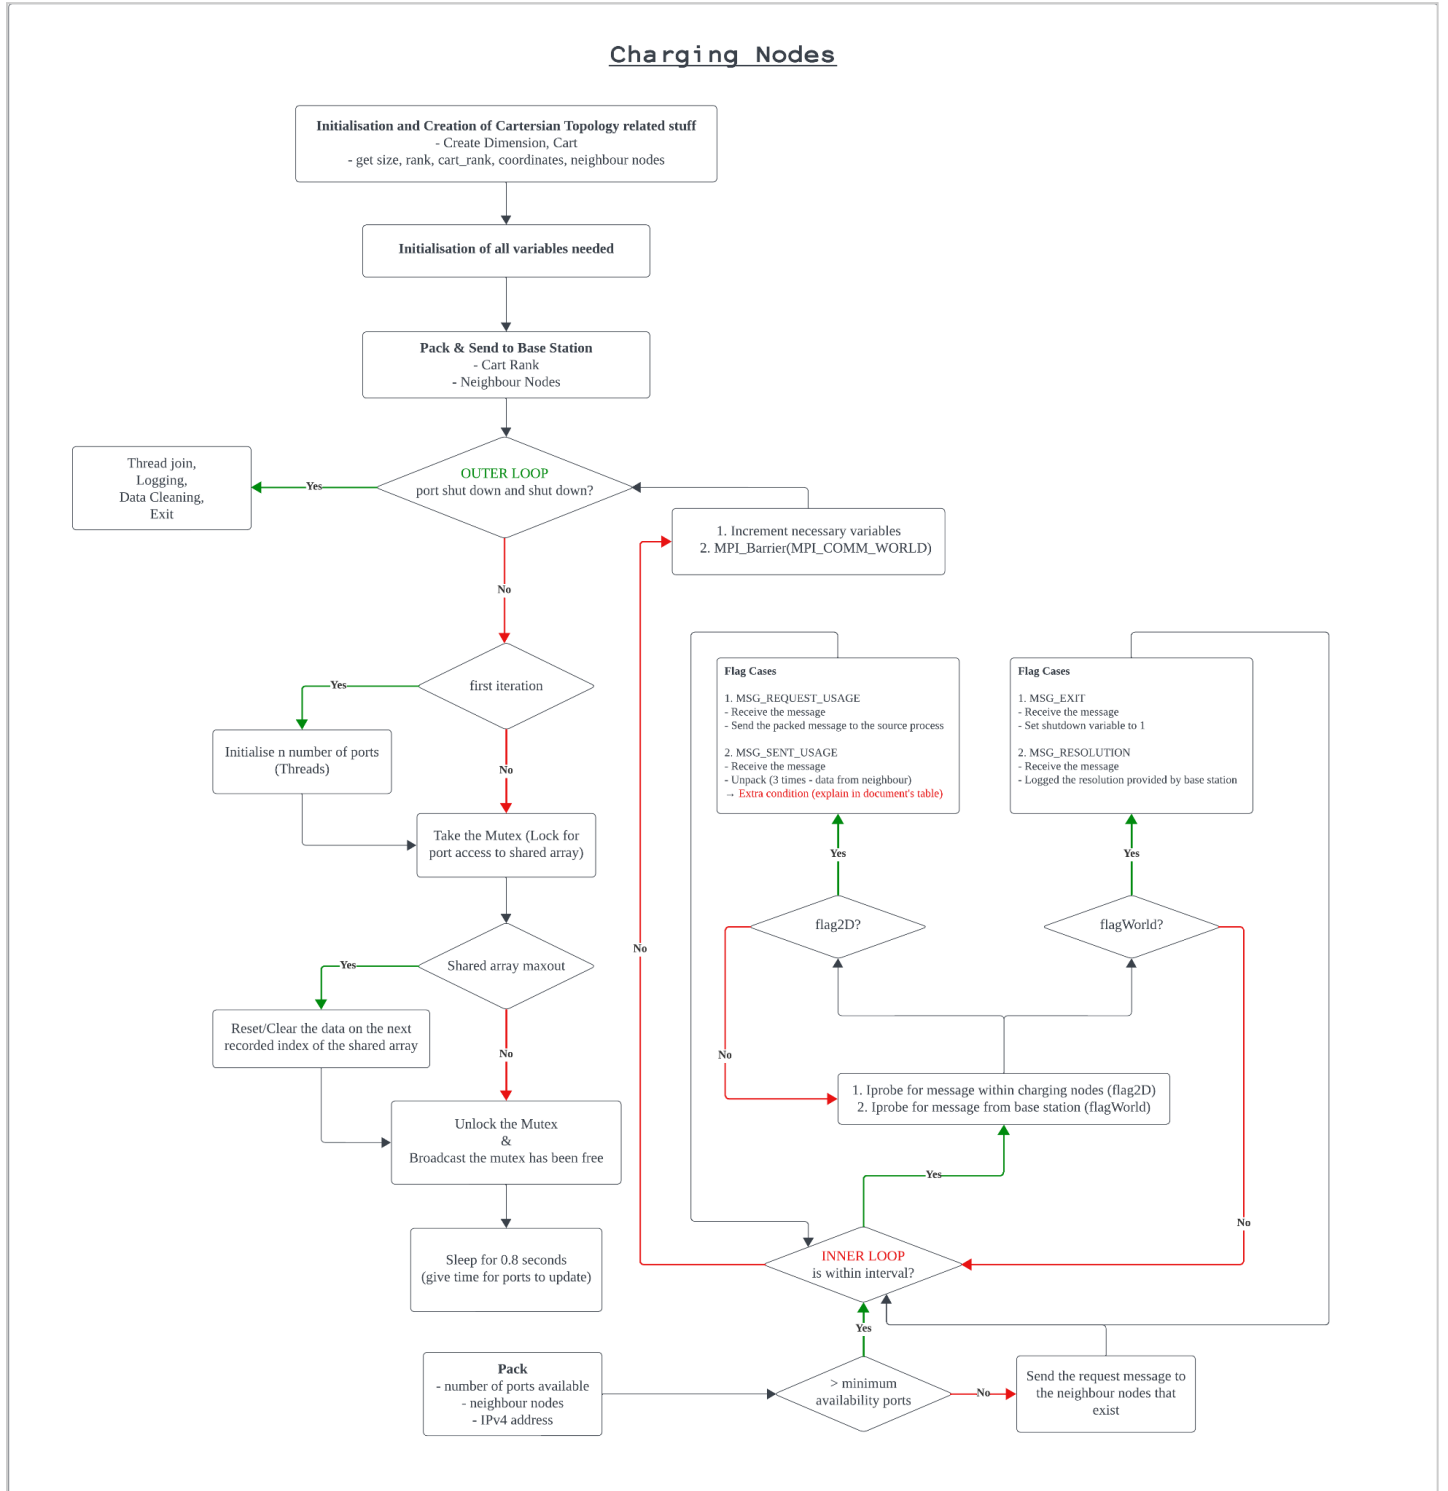 Charging Nodes
Initialisation and Creation of Cartersian Topology related stuff
- Create Dimension, Cart
- get size, rank, cart_rank, coordinates, neighbour nodes
Initialisation of all variables needed
Pack & Send to Base Station
- Cart Rank
- Neighbour Nodes
Thread join,
Logging,
Data Cleaning,
Exit
Yes
OUTER LOOP
port shut down and shut down?
1. Increment necessary variables
2. MPI_Barrier(MPI_COMM_WORLD)
No
first iteration
Yes
Initialise n number of ports
(Threads)
No
Take the Mutex (Lock for
port access to shared array)
Shared array maxout
Yes
Reset/Clear the data on the next
recorded index of the shared array
No
Unlock the Mutex
&
Broadcast the mutex has been free
Sleep for 0.8 seconds
(give time for ports to update)
Pack
- number of ports available
- neighbour nodes
- IPv4 address
> minimum
availability ports
No
Send the request message to
the neighbour nodes that
exist
Yes
INNER LOOP
is within interval?
No
Yes
1. Iprobe for message within charging nodes (flag2D)
2. Iprobe for message from base station (flagWorld)
flag2D?
No
Yes
Flag Cases
1. MSG_REQUEST_USAGE
- Receive the message
- Send the packed message to the source process
2. MSG_SENT_USAGE
- Receive the message
- Unpack (3 times - data from neighbour)
→ Extra condition (explain in document's table)
flagWorld?
No
Yes
Flag Cases
1. MSG_EXIT
- Receive the message
- Set shutdown variable to 1
2. MSG_RESOLUTION
- Receive the message
- Logged the resolution provided by base station